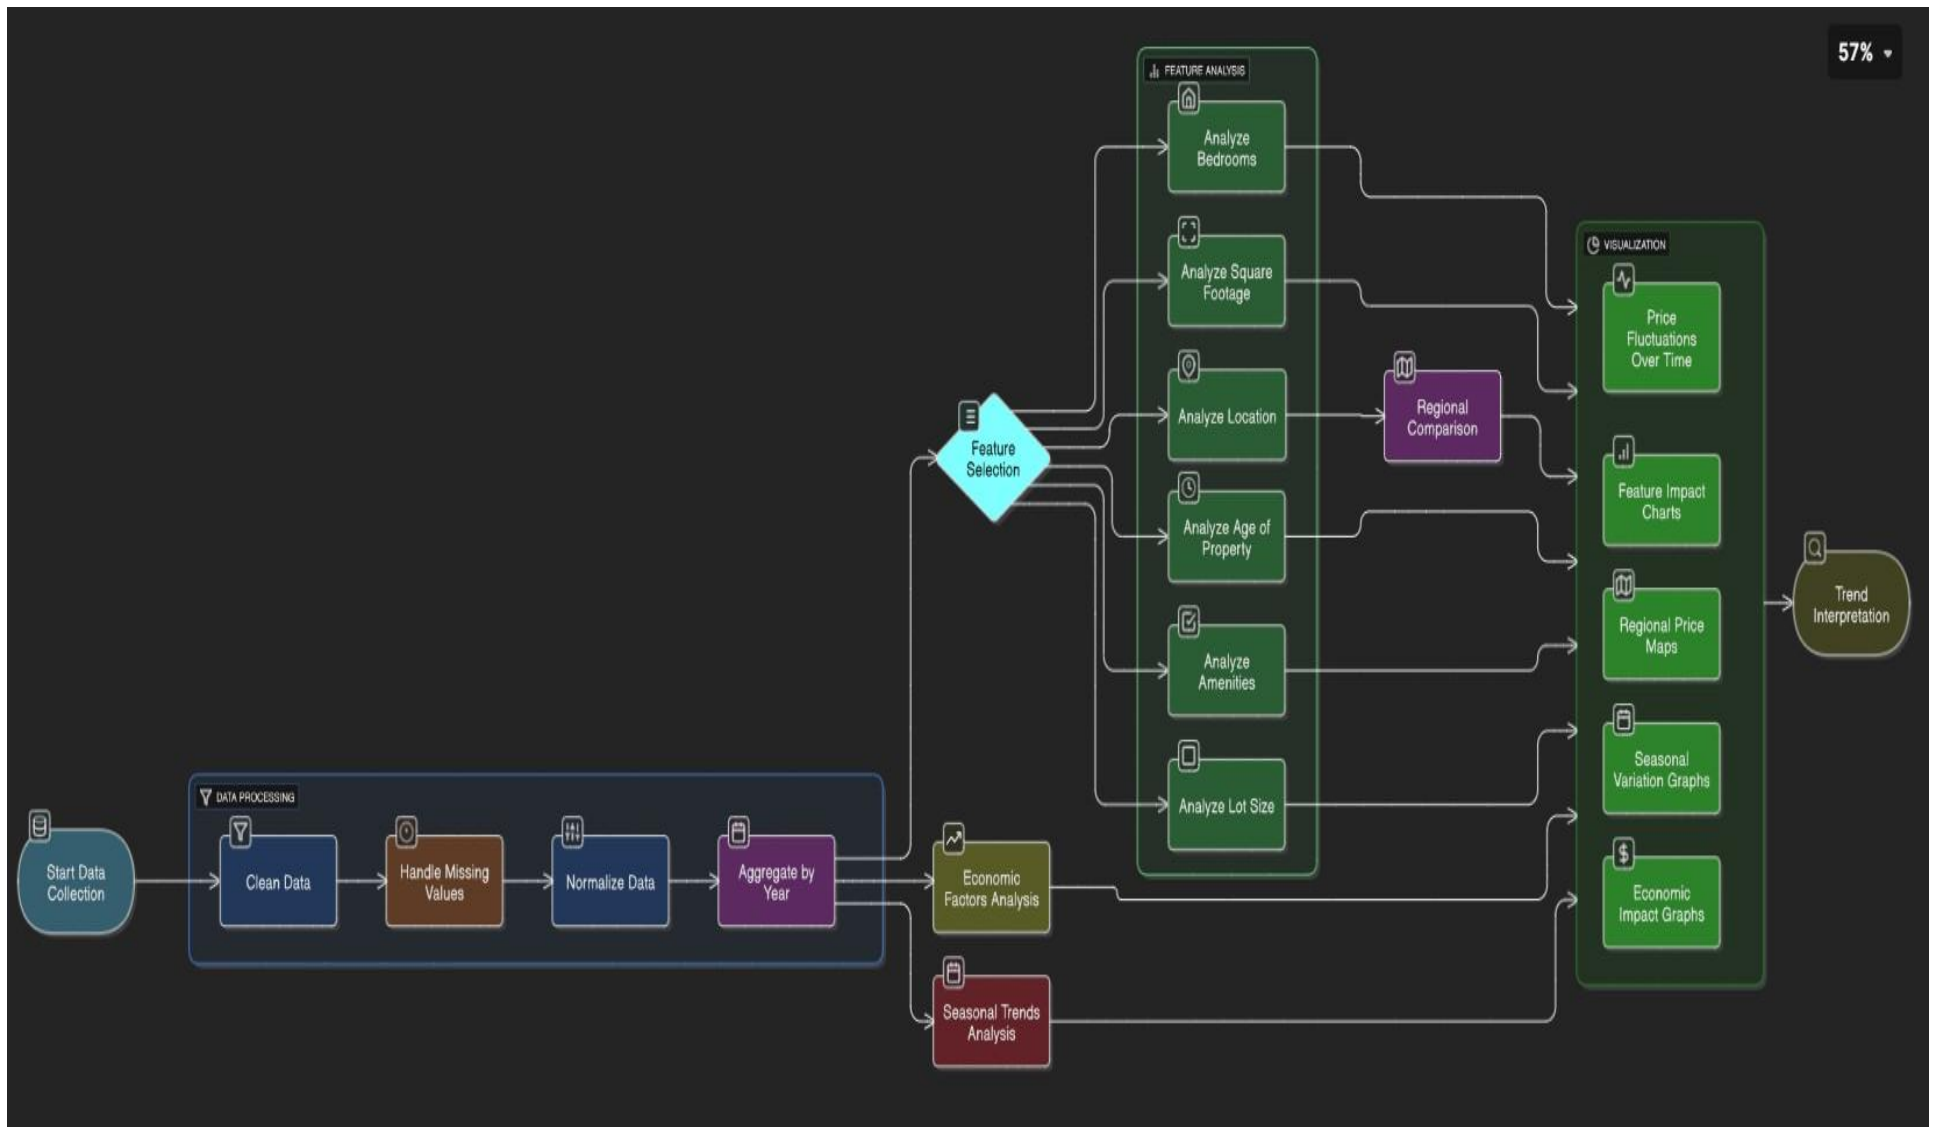 57%
FEATURE ANALYSIS
Analyze
Bedrooms
Analyze Square
Footage
Analyze Location
Analyze Age of
Property
Analyze
Amenities
Analyze Lot Size
Feature
Selection
Regional
Comparison
VISUALIZATION
Price
Fluctuations
Over Time
Feature Impact
Charts
Regional Price
Maps
Seasonal
Variation Graphs
Economic
Impact Graphs
Trend
Interpretation
DATA PROCESSING
Start Data
Collection
Clean Data
Handle Missing
Values
Normalize Data
Aggregate by
Year
Economic
Factors Analysis
Seasonal Trends
Analysis